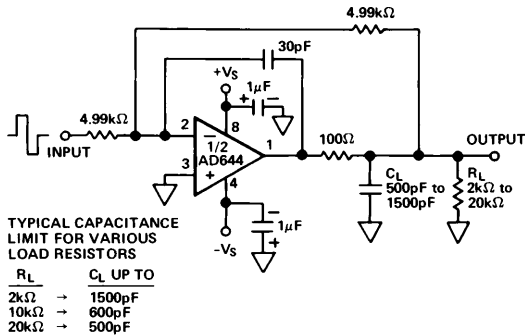 4.99kΩ
30pF
+VS
1μF
+ −
4.99kΩ
2
8
−
1/2
AD644
+
1
3
4
INPUT
100Ω
OUTPUT
CL
500pF to
1500pF
RL
2kΩ to
20kΩ
−
1μF
+
−VS
TYPICAL CAPACITANCE
LIMIT FOR VARIOUS
LOAD RESISTORS
RL CL UP TO
2kΩ → 1500pF
10kΩ → 600pF
20kΩ → 500pF